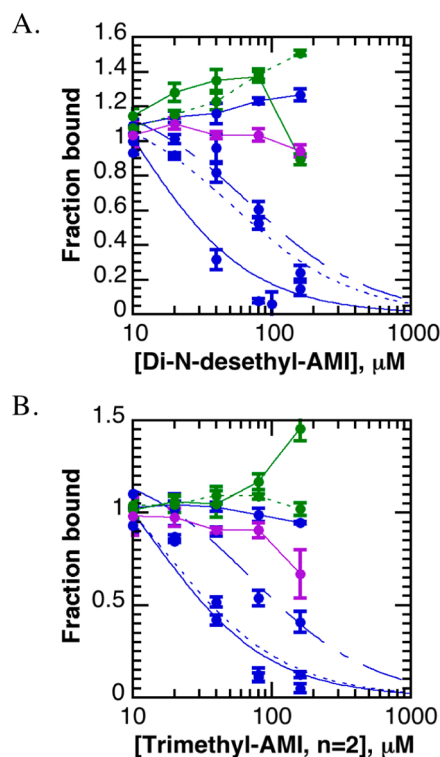 A.
1.6
1.4
1.2
1
0.8
0.6
0.4
0.2
0
Fraction bound
10 100 1000
[Di-N-desethyl-AMI], μM
B.
1.5
1
0.5
0
Fraction bound
10 100 1000
[Trimethyl-AMI, n=2], μM